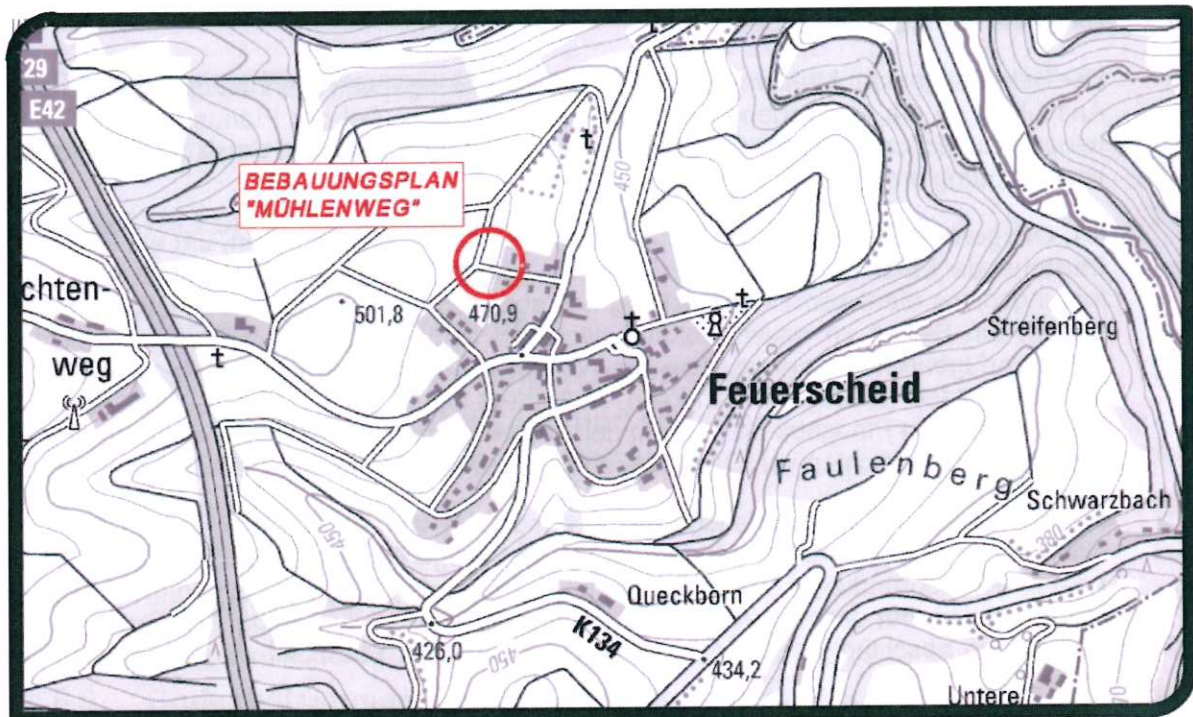 29
E42
BEBAUUNGSPLAN
"MÜHLENWEG"
450
chten-
weg
501,8
470,9
Streifenberg
Feuerscheid
Faulenberg
Schwarzbach
380
450
Queckborn
K134
426,0
450
434,2
Untere